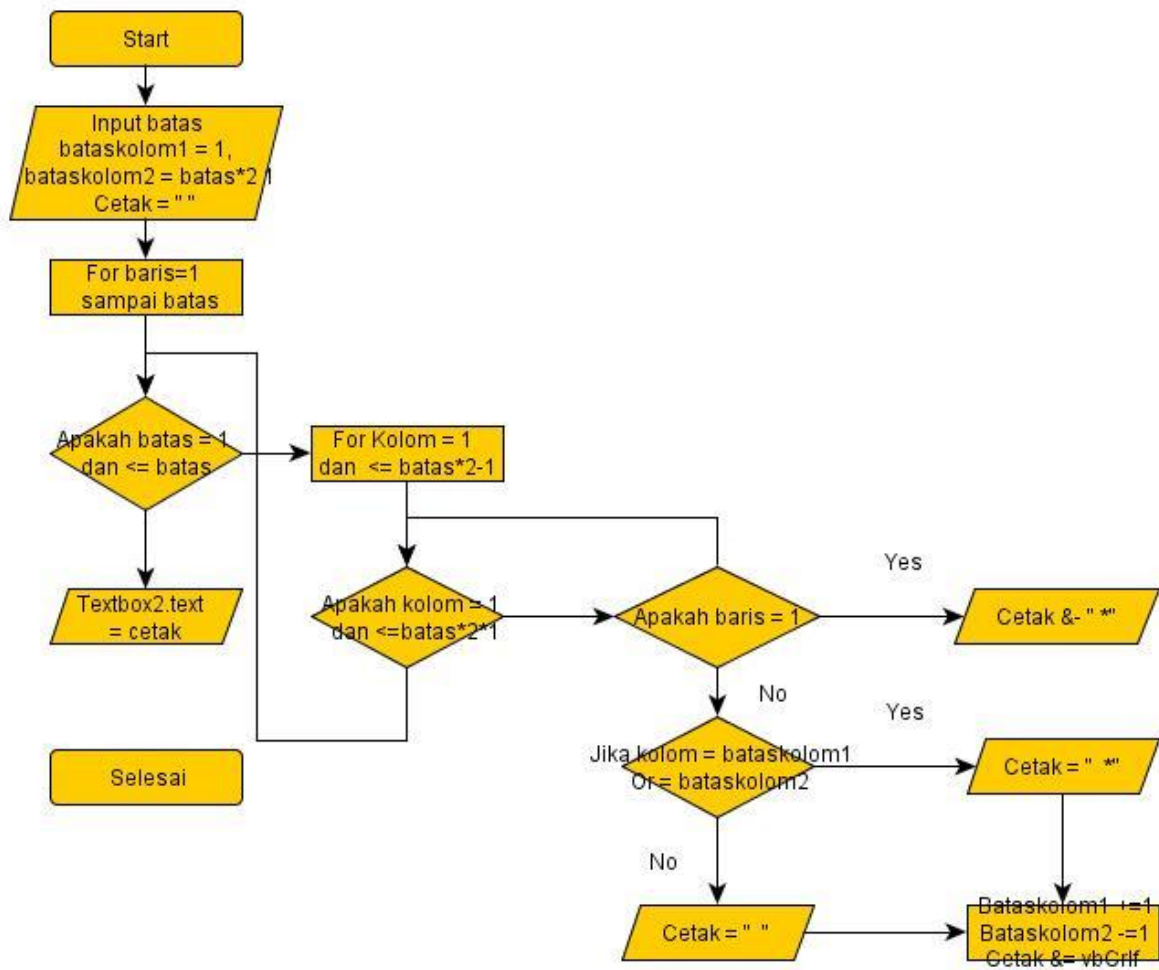 Start
Input batas
bataskolom1 = 1,
bataskolom2 = batas*2-1
Cetak = " "
For baris=1
sampai batas
Apakah batas = 1
dan <= batas
For Kolom = 1
dan <= batas*2-1
Textbox2.text
= cetak
Apakah kolom = 1
dan <=batas*2*1
Apakah baris = 1
Yes
Cetak &- " *"
No
Jika kolom = bataskolom1
Or = bataskolom2
Yes
Cetak = " *"
Selesai
No
Cetak = " "
Bataskolom1 +=1
Bataskolom2 -=1
Cetak &= vbCrlf